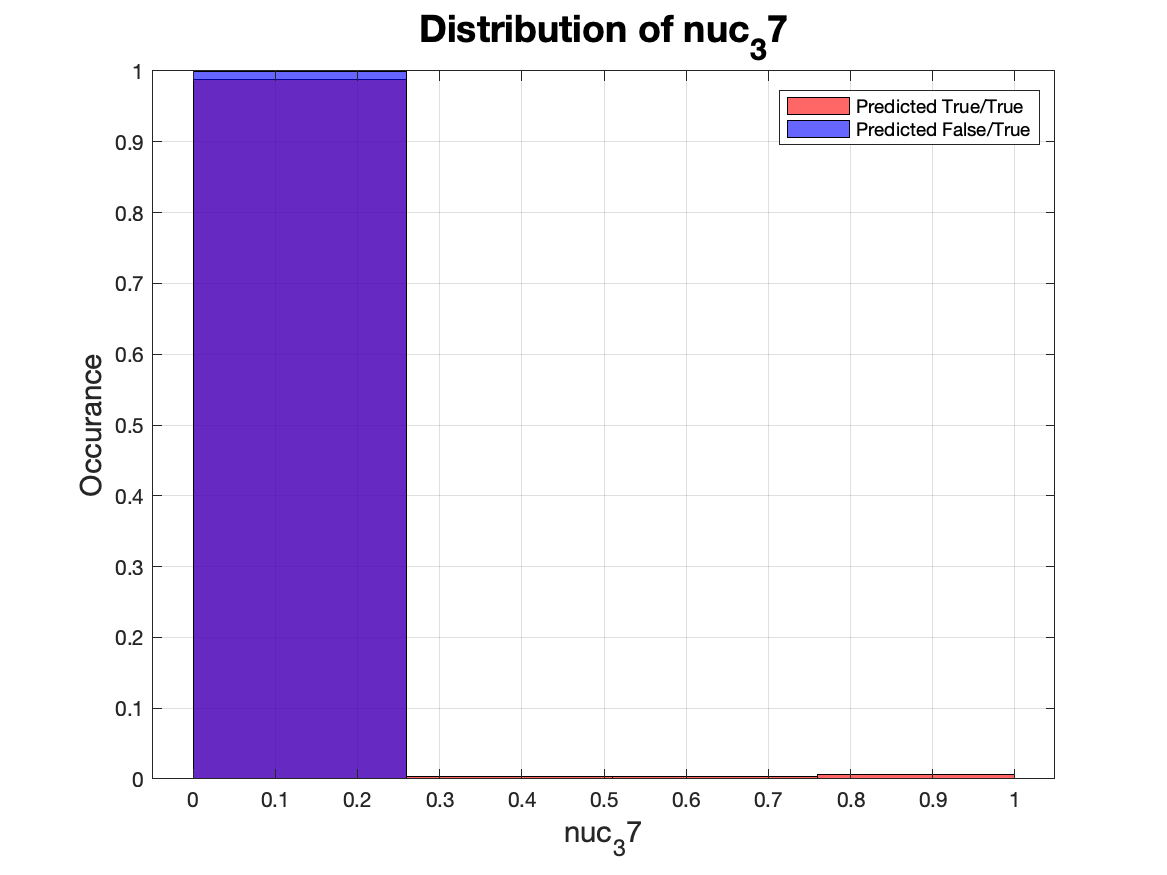 Distribution of nuc₃7
Predicted True/True
Predicted False/True
1
0.9
0.8
0.7
0.6
0.5
0.4
0.3
0.2
0.1
0
Occurance
0 0.1 0.2 0.3 0.4 0.5 0.6 0.7 0.8 0.9 1
nuc₃7